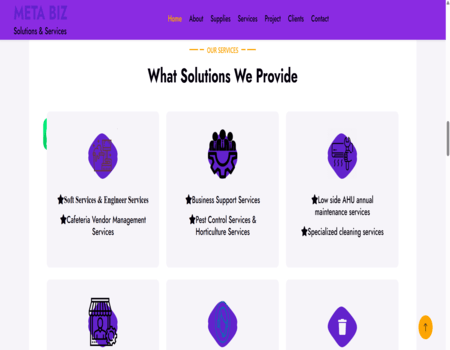 META BIZ
Solutions & Services
Home About Supplies Services Project Clients Contact
OUR SERVICES
What Solutions We Provide
★Soft Services & Engineer Services
★Cafeteria Vendor Management
Services
★Business Support Services
★Pest Control Services &
Horticulture Services
★Low side AHU annual
maintenance services
★Specialized cleaning services